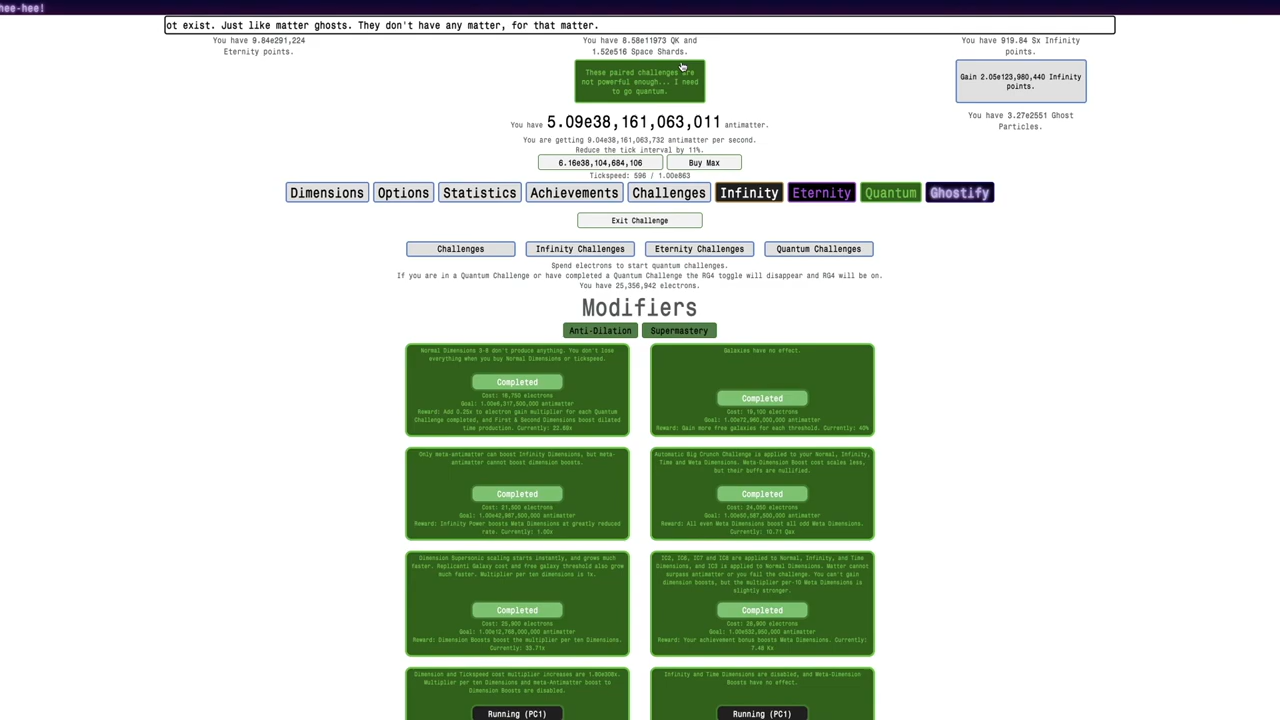 hee-hee!
ot exist. Just like matter ghosts. They don't have any matter, for that matter.
You have 9.84e291,224
Eternity points.
You have 8.58e11973 QK and
1.52e516 Space Shards.
You have 919.84 Sx Infinity
points.
These paired challenges are
not powerful enough... I need
to go quantum.
Gain 2.05e123,980,440 Infinity
points.
You have 3.27e2551 Ghost
Particles.
You have 5.09e38,161,063,011 antimatter.
You are getting 9.04e38,161,063,732 antimatter per second.
Reduce the tick interval by 11%.
6.16e38,104,684,106 Buy Max
Tickspeed: 596 / 1.00e863
Dimensions Options Statistics Achievements Challenges Infinity Eternity Quantum Ghostify
Exit Challenge
Challenges Infinity Challenges Eternity Challenges Quantum Challenges
Spend electrons to start quantum challenges.
If you are in a Quantum Challenge or have completed a Quantum Challenge the RG4 toggle will disappear and RG4 will be on.
You have 25,356,942 electrons.
Modifiers
Anti-Dilation Supermastery
Normal Dimensions 3-8 don't produce anything. You don't lose
everything when you buy Normal Dimensions or tickspeed.
Completed
Cost: 16,750 electrons
Goal: 1.00e6,317,500,000 antimatter
Reward: Add 0.25x to electron gain multiplier for each Quantum
Challenge completed, and First & Second Dimensions boost dilated
time production. Currently: 22.69x
Galaxies have no effect.
Completed
Cost: 19,100 electrons
Goal: 1.00e72,960,000,000 antimatter
Reward: Gain more free galaxies for each threshold. Currently: 40%
Only meta-antimatter can boost Infinity Dimensions, but meta-
antimatter cannot boost dimension boosts.
Completed
Cost: 21,500 electrons
Goal: 1.00e42,987,500,000 antimatter
Reward: Infinity Power boosts Meta Dimensions at greatly reduced
rate. Currently: 1.00x
Automatic Big Crunch Challenge is applied to your Normal, Infinity,
Time and Meta Dimensions. Meta-Dimension Boost cost scales less,
but their buffs are nullified.
Completed
Cost: 24,050 electrons
Goal: 1.00e50,587,500,000 antimatter
Reward: All even Meta Dimensions boost all odd Meta Dimensions.
Currently: 10.71 Qax
Dimension Supersonic scaling starts instantly, and grows much
faster. Replicanti Galaxy cost and free galaxy threshold also grow
much faster. Multiplier per ten dimensions is 1x.
Completed
Cost: 25,900 electrons
Goal: 1.00e12,768,000,000 antimatter
Reward: Dimension Boosts boost the multiplier per ten Dimensions.
Currently: 33.71x
IC2, IC6, IC7 and IC8 are applied to Normal, Infinity, and Time
Dimensions, and IC3 is applied to Normal Dimensions. Matter cannot
surpass antimatter or you fail the challenge. You can't gain
dimension boosts, but the multiplier per-10 Meta Dimensions is
slightly stronger.
Completed
Cost: 28,900 electrons
Goal: 1.00e532,950,000 antimatter
Reward: Your achievement bonus boosts Meta Dimensions. Currently:
7.46 Kx
Dimension and Tickspeed cost multiplier increases are 1.80e308x.
Multiplier per ten Dimensions and meta-Antimatter boost to
Dimension Boosts are disabled.
Running (PC1)
Infinity and Time Dimensions are disabled, and Meta-Dimension
Boosts have no effect.
Running (PC1)